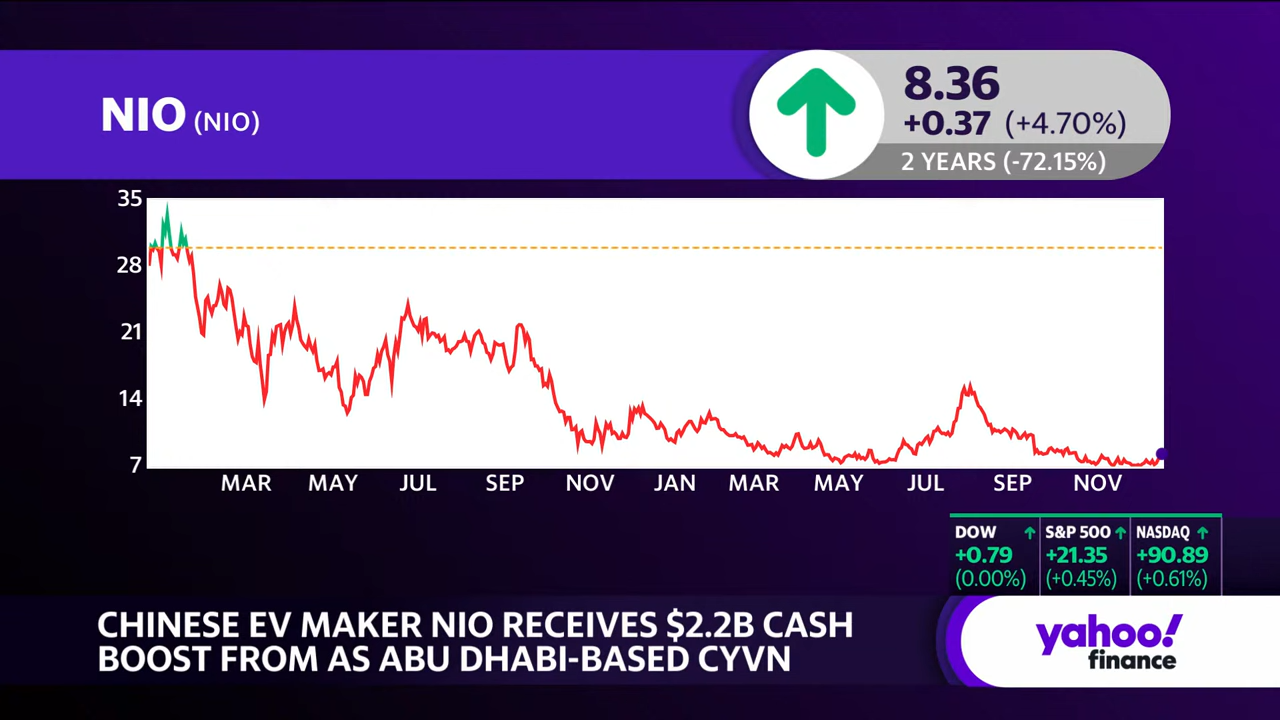 NIO (NIO)
8.36
+0.37 (+4.70%)
2 YEARS (-72.15%)
35
28
21
14
7
MAR MAY JUL SEP NOV JAN MAR MAY JUL SEP NOV
DOW S&P 500 NASDAQ
+0.79 +21.35 +90.89
(0.00%) (+0.45%) (+0.61%)
CHINESE EV MAKER NIO RECEIVES $2.2B CASH
BOOST FROM AS ABU DHABI-BASED CYVN
yahoo!
finance